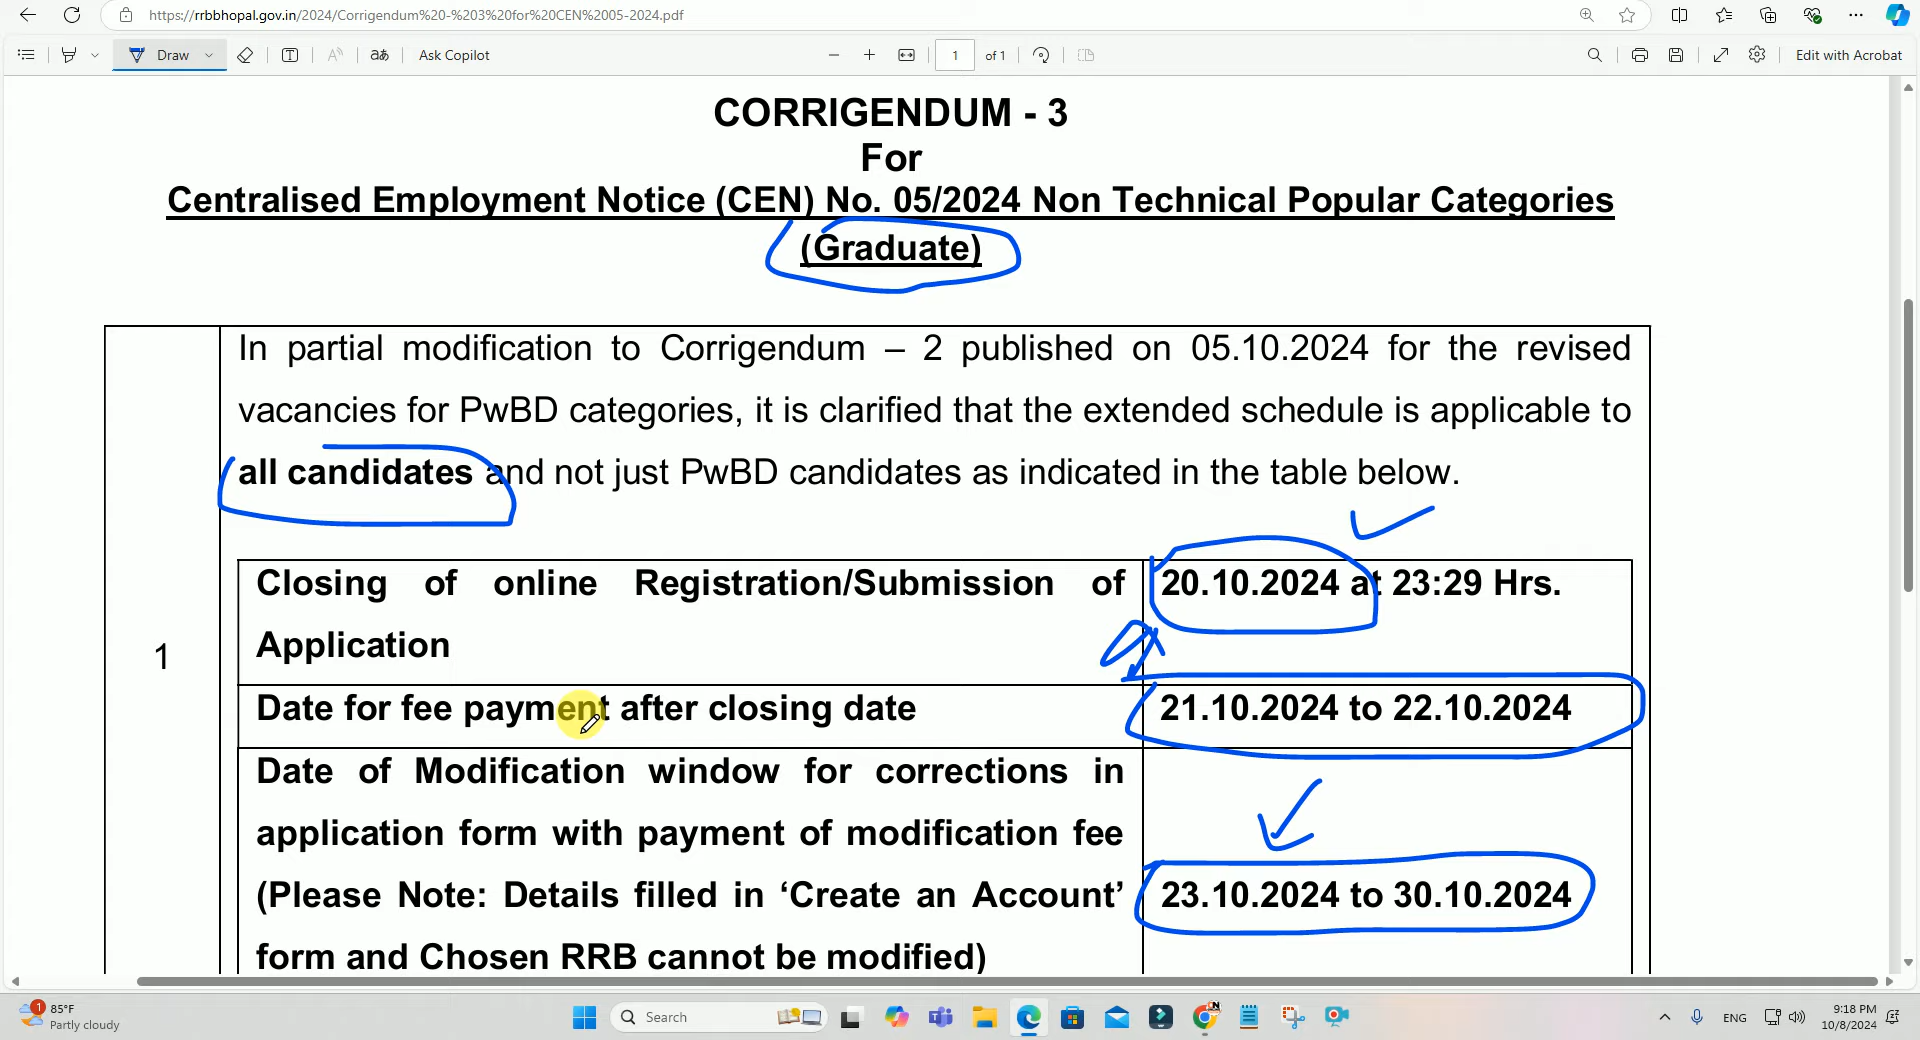 https://rrbbhopal.gov.in/2024/Corrigendum%20-%203%20for%20CEN%2005-2024.pdf
Draw
Ask Copilot
1 of 1
Edit with Acrobat
CORRIGENDUM - 3
For
Centralised Employment Notice (CEN) No. 05/2024 Non Technical Popular Categories
(Graduate)
In partial modification to Corrigendum – 2 published on 05.10.2024 for the revised
vacancies for PwBD categories, it is clarified that the extended schedule is applicable to
all candidates and not just PwBD candidates as indicated in the table below.
1
Closing of online Registration/Submission of
Application
20.10.2024 at 23:29 Hrs.
Date for fee payment after closing date
21.10.2024 to 22.10.2024
Date of Modification window for corrections in
application form with payment of modification fee
(Please Note: Details filled in ‘Create an Account’
form and Chosen RRB cannot be modified)
23.10.2024 to 30.10.2024
1
85°F
Partly cloudy
Search
ENG
9:18 PM
10/8/2024